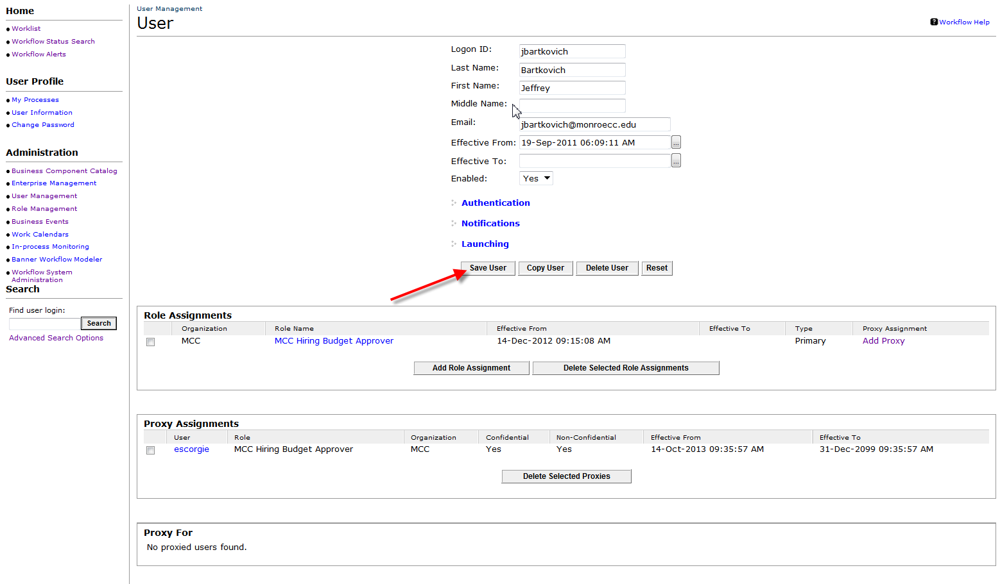 Home
Worklist
Workflow Status Search
Workflow Alerts
User Profile
My Processes
User Information
Change Password
Administration
Business Component Catalog
Enterprise Management
User Management
Role Management
Business Events
Work Calendars
In-process Monitoring
Banner Workflow Modeler
Workflow System
Administration
Search
Find user login:
Search
Advanced Search Options
User Management
User
? Workflow Help
Logon ID: jbartkovich
Last Name: Bartkovich
First Name: Jeffrey
Middle Name:
Email: jbartkovich@monroecc.edu
Effective From: 19-Sep-2011 06:09:11 AM ...
Effective To: ...
Enabled: Yes
Authentication
Notifications
Launching
Save User Copy User Delete User Reset
Role Assignments
Organization Role Name Effective From Effective To Type Proxy Assignment
MCC MCC Hiring Budget Approver 14-Dec-2012 09:15:08 AM Primary Add Proxy
Add Role Assignment Delete Selected Role Assignments
Proxy Assignments
User Role Organization Confidential Non-Confidential Effective From Effective To
escorgie MCC Hiring Budget Approver MCC Yes Yes 14-Oct-2013 09:35:57 AM 31-Dec-2099 09:35:57 AM
Delete Selected Proxies
Proxy For
No proxied users found.